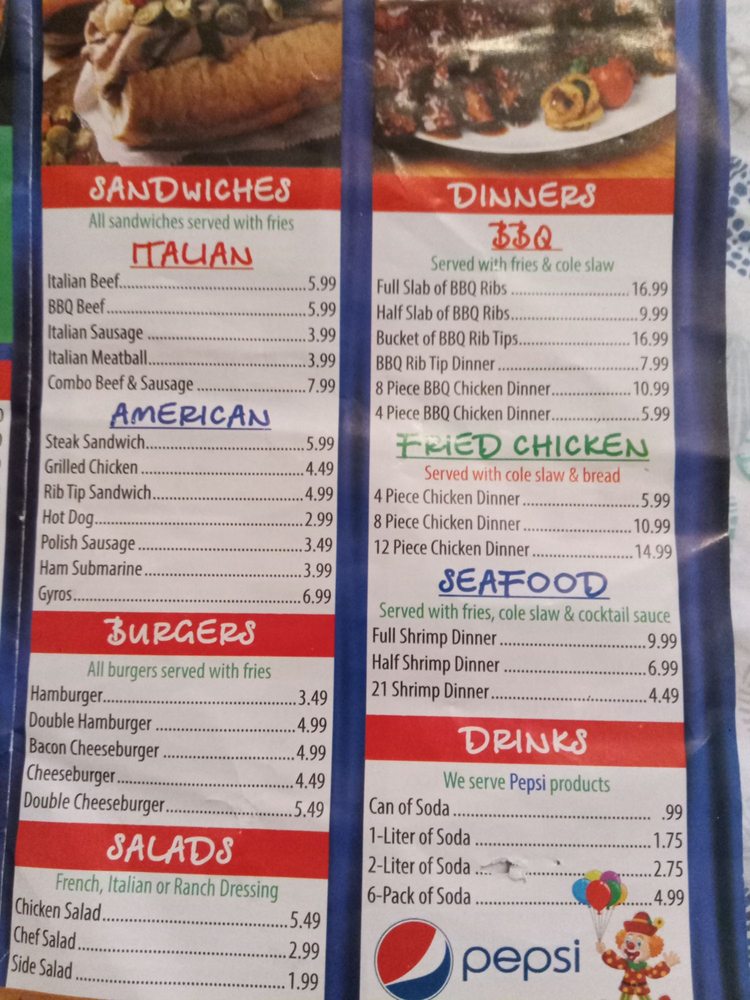 SANDWICHES
All sandwiches served with fries
ITALIAN
Italian Beef 5.99
BBQ Beef 5.99
Italian Sausage 3.99
Italian Meatball 3.99
Combo Beef & Sausage 7.99
AMERICAN
Steak Sandwich 5.99
Grilled Chicken 4.49
Rib Tip Sandwich 4.99
Hot Dog 2.99
Polish Sausage 3.49
Ham Submarine 3.99
Gyros 6.99
BURGERS
All burgers served with fries
Hamburger 3.49
Double Hamburger 4.99
Bacon Cheeseburger 4.99
Cheeseburger 4.49
Double Cheeseburger 5.49
SALADS
French, Italian or Ranch Dressing
Chicken Salad 5.49
Chef Salad 2.99
Side Salad 1.99
DINNERS
BBQ
Served with fries & cole slaw
Full Slab of BBQ Ribs 16.99
Half Slab of BBQ Ribs 9.99
Bucket of BBQ Rib Tips 16.99
BBQ Rib Tip Dinner 7.99
8 Piece BBQ Chicken Dinner 10.99
4 Piece BBQ Chicken Dinner 5.99
FRIED CHICKEN
Served with cole slaw & bread
4 Piece Chicken Dinner 5.99
8 Piece Chicken Dinner 10.99
12 Piece Chicken Dinner 14.99
SEAFOOD
Served with fries, cole slaw & cocktail sauce
Full Shrimp Dinner 9.99
Half Shrimp Dinner 6.99
21 Shrimp Dinner 4.49
DRINKS
We serve Pepsi products
Can of Soda .99
1-Liter of Soda 1.75
2-Liter of Soda 2.75
6-Pack of Soda 4.99
pepsi